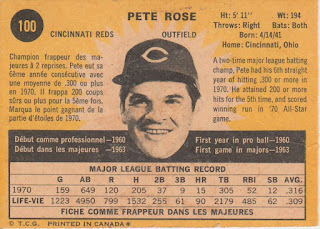 100
PETE ROSE
CINCINNATI REDS
OUTFIELD
Ht: 5' 11" Wt: 194
Throws: Right Bats: Both
Born: 4/14/41
Home: Cincinnati, Ohio
Champion frappeur des ma-
jeures à 2 reprises. Pete eut sa
6ème année consécutive avec
une moyenne de .300 ou plus
en 1970. Il frappa 200 coups
sûrs ou plus pour la 5ème fois.
Marqua le point gagnant de la
partie d'étoiles de 1970.
A two-time major league batting
champ, Pete had his 6th straight
year of hitting .300 or more in
1970. He reached 200 or more
hits for the 5th time, and scored
winning run in '70 All-Star
game.
Début comme professionnel—1960
Début dans les majeures—1963
First year in pro ball—1960
First game in majors—1963
MAJOR LEAGUE BATTING RECORD
G AB R H 2B 3B HR RBI SB AVG.
1970 159 649 120 205 37 9 15 305 52 12 .316
LIFE-VIE 1223 4950 799 1532 255 61 90 2179 485 62 .309
FICHE COMME FRAPPEUR DANS LES MAJEURES
© T.C.G. PRINTED IN CANADA